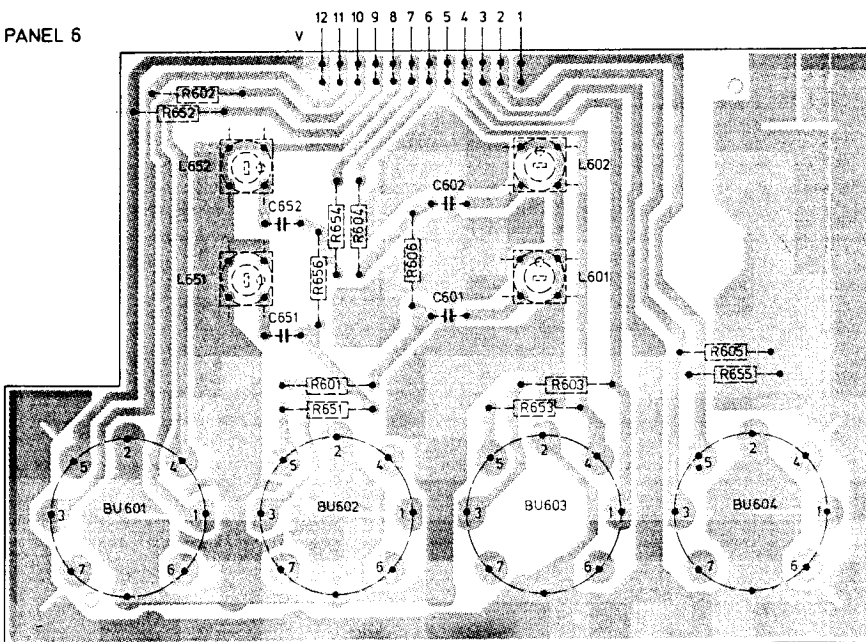 PANEL 6
V 12 11 10 9 8 7 6 5 4 3 2 1
R602
R652
L652
L602
C602
C652
R654
R604
R656
R606
L651
L601
C651
C601
R605
R655
R601
R603
R651
R653
2 2 2 2
5 4 5 4 5 4 5 4
3 BU601 1 3 BU602 1 3 BU603 1 3 BU604 1
7 6 7 6 7 6 7 6